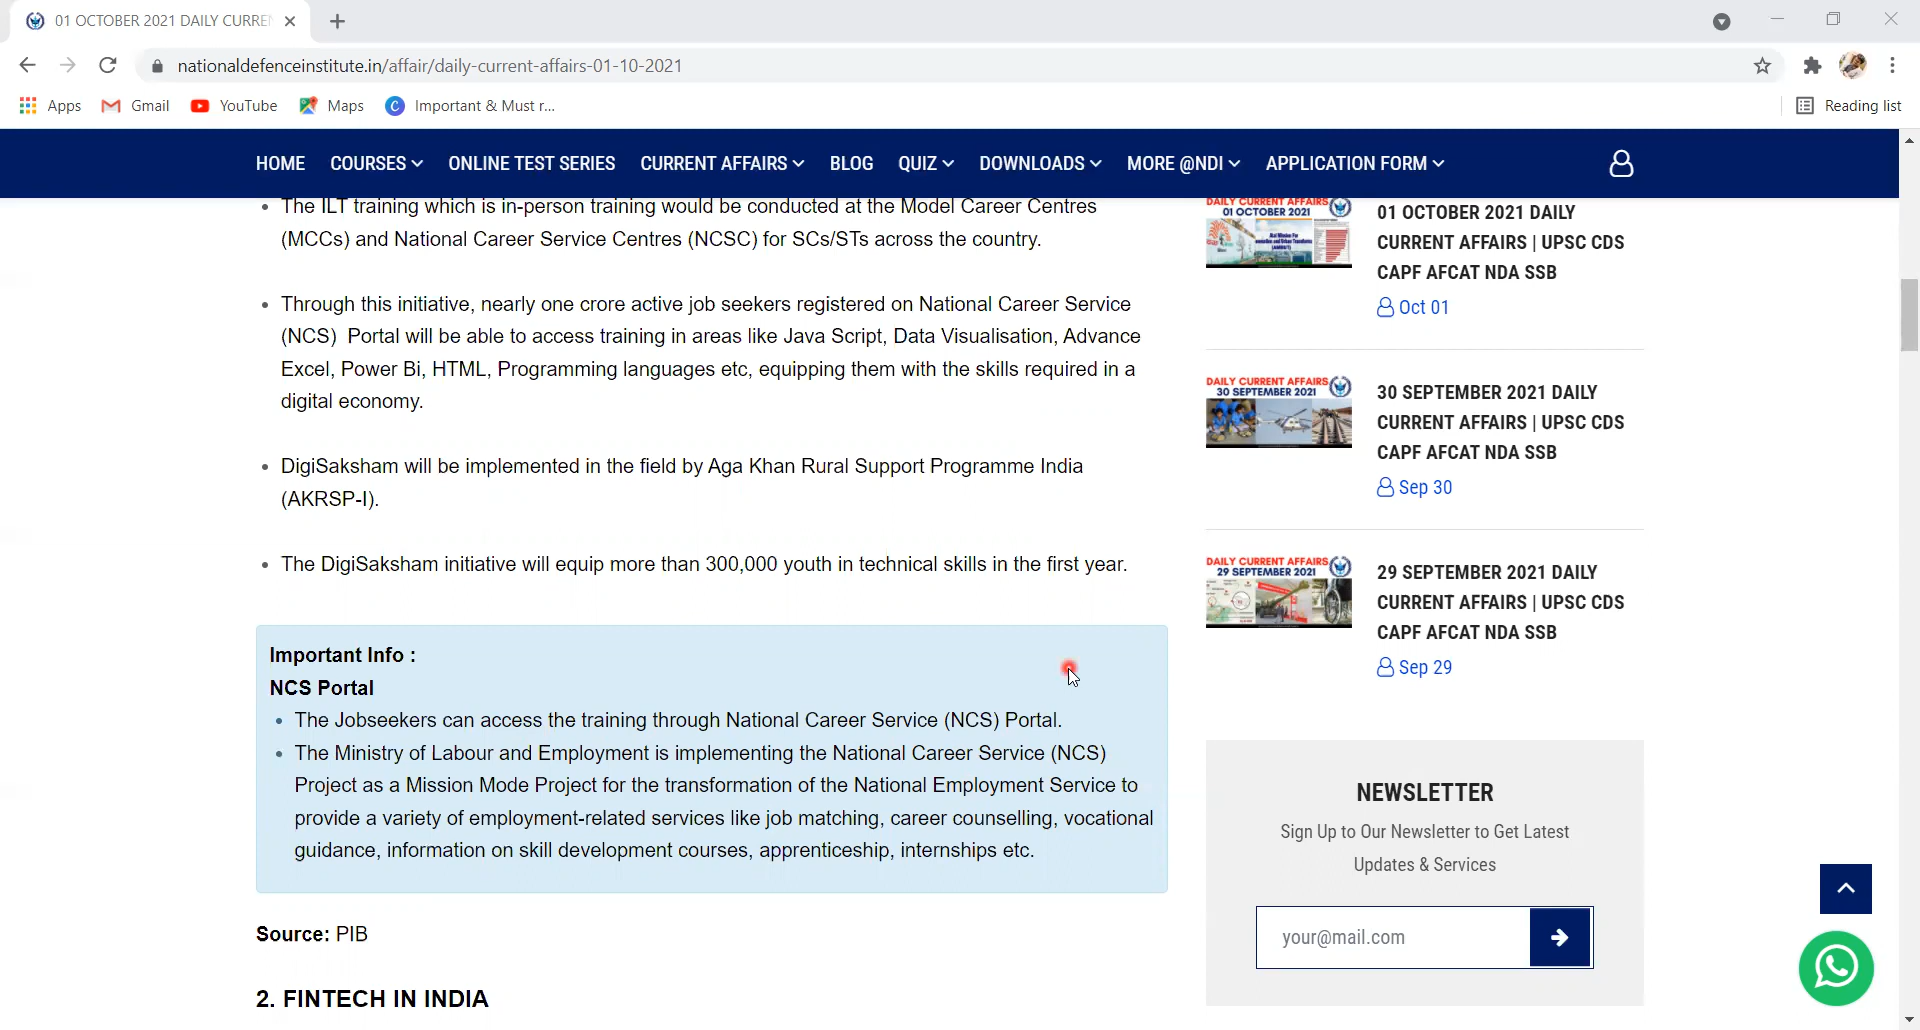 01 OCTOBER 2021 DAILY CURRE
nationaldefenceinstitute.in/affair/daily-current-affairs-01-10-2021
Apps
Gmail
YouTube
Maps
C
Important & Must r...
Reading list
HOME
COURSES
ONLINE TEST SERIES
CURRENT AFFAIRS
BLOG
QUIZ
DOWNLOADS
MORE @NDI
APPLICATION FORM
• The ILT training which is in-person training would be conducted at the Model Career Centres
(MCCs) and National Career Service Centres (NCSC) for SCs/STs across the country.
• Through this initiative, nearly one crore active job seekers registered on National Career Service
(NCS) Portal will be able to access training in areas like Java Script, Data Visualisation, Advance
Excel, Power Bi, HTML, Programming languages etc, equipping them with the skills required in a
digital economy.
• DigiSaksham will be implemented in the field by Aga Khan Rural Support Programme India
(AKRSP-I).
• The DigiSaksham initiative will equip more than 300,000 youth in technical skills in the first year.
Important Info :
NCS Portal
• The Jobseekers can access the training through National Career Service (NCS) Portal.
• The Ministry of Labour and Employment is implementing the National Career Service (NCS)
Project as a Mission Mode Project for the transformation of the National Employment Service to
provide a variety of employment-related services like job matching, career counselling, vocational
guidance, information on skill development courses, apprenticeship, internships etc.
Source: PIB
2. FINTECH IN INDIA
DAILY CURRENT AFFAIRS
01 OCTOBER 2021
01 OCTOBER 2021 DAILY
CURRENT AFFAIRS | UPSC CDS
CAPF AFCAT NDA SSB
Oct 01
DAILY CURRENT AFFAIRS
30 SEPTEMBER 2021
30 SEPTEMBER 2021 DAILY
CURRENT AFFAIRS | UPSC CDS
CAPF AFCAT NDA SSB
Sep 30
DAILY CURRENT AFFAIRS
29 SEPTEMBER 2021
29 SEPTEMBER 2021 DAILY
CURRENT AFFAIRS | UPSC CDS
CAPF AFCAT NDA SSB
Sep 29
NEWSLETTER
Sign Up to Our Newsletter to Get Latest
Updates & Services
your@mail.com